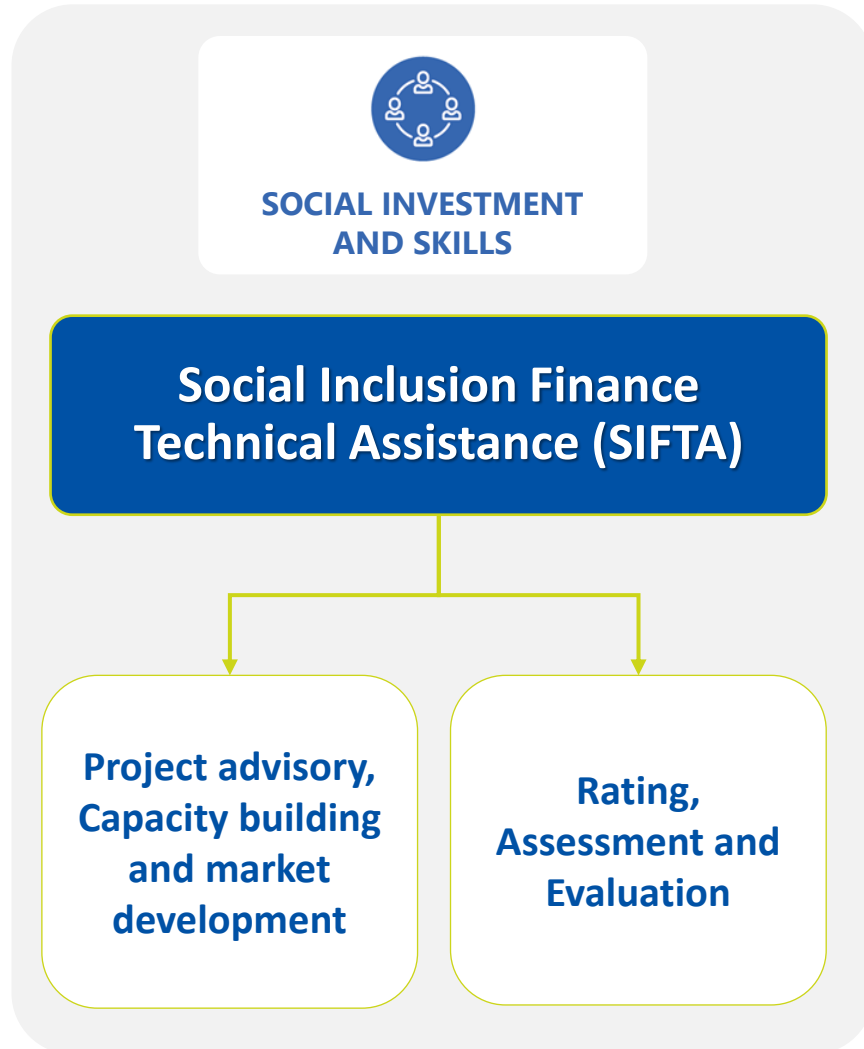 SOCIAL INVESTMENT
AND SKILLS
Social Inclusion Finance
Technical Assistance (SIFTA)
Project advisory,
Capacity building
and market
development
Rating,
Assessment and
Evaluation